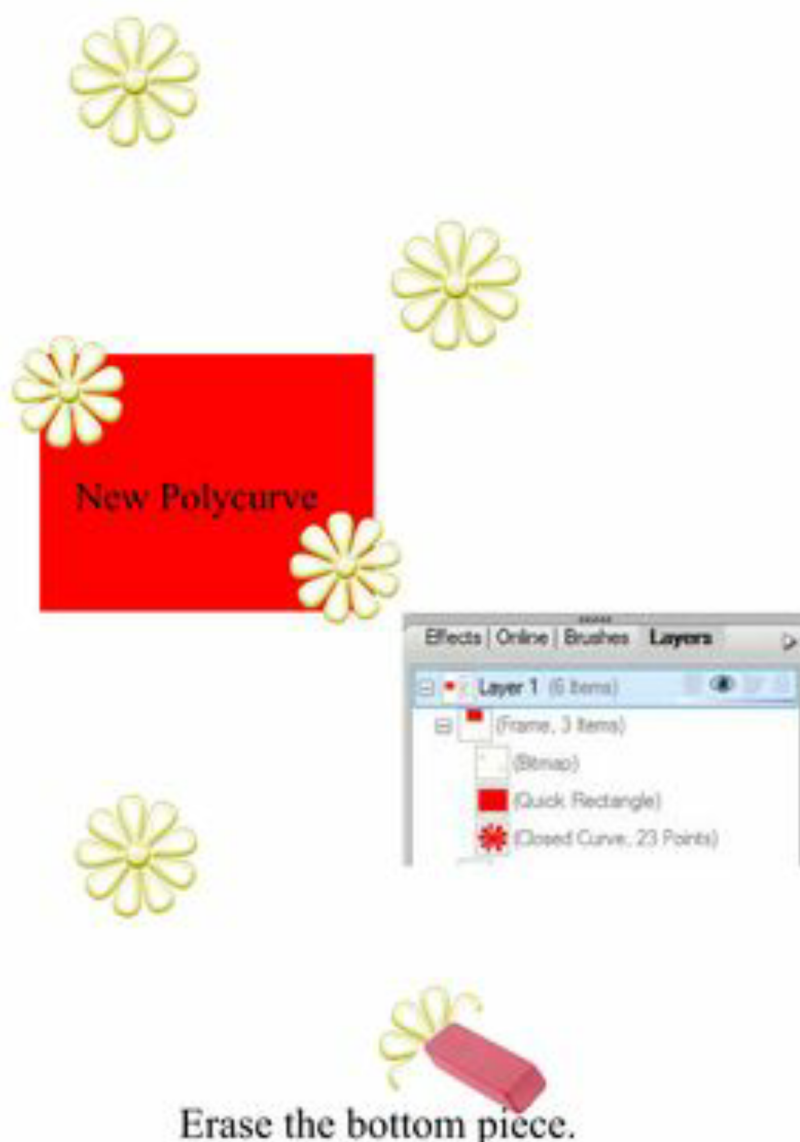 New Polycurve
Effects | Online | Brushes Layers
Layer 1 (6 Items)
(Frame, 3 Items)
(Bitmap)
(Quick Rectangle)
(Closed Curve, 23 Points)
Erase the bottom piece.